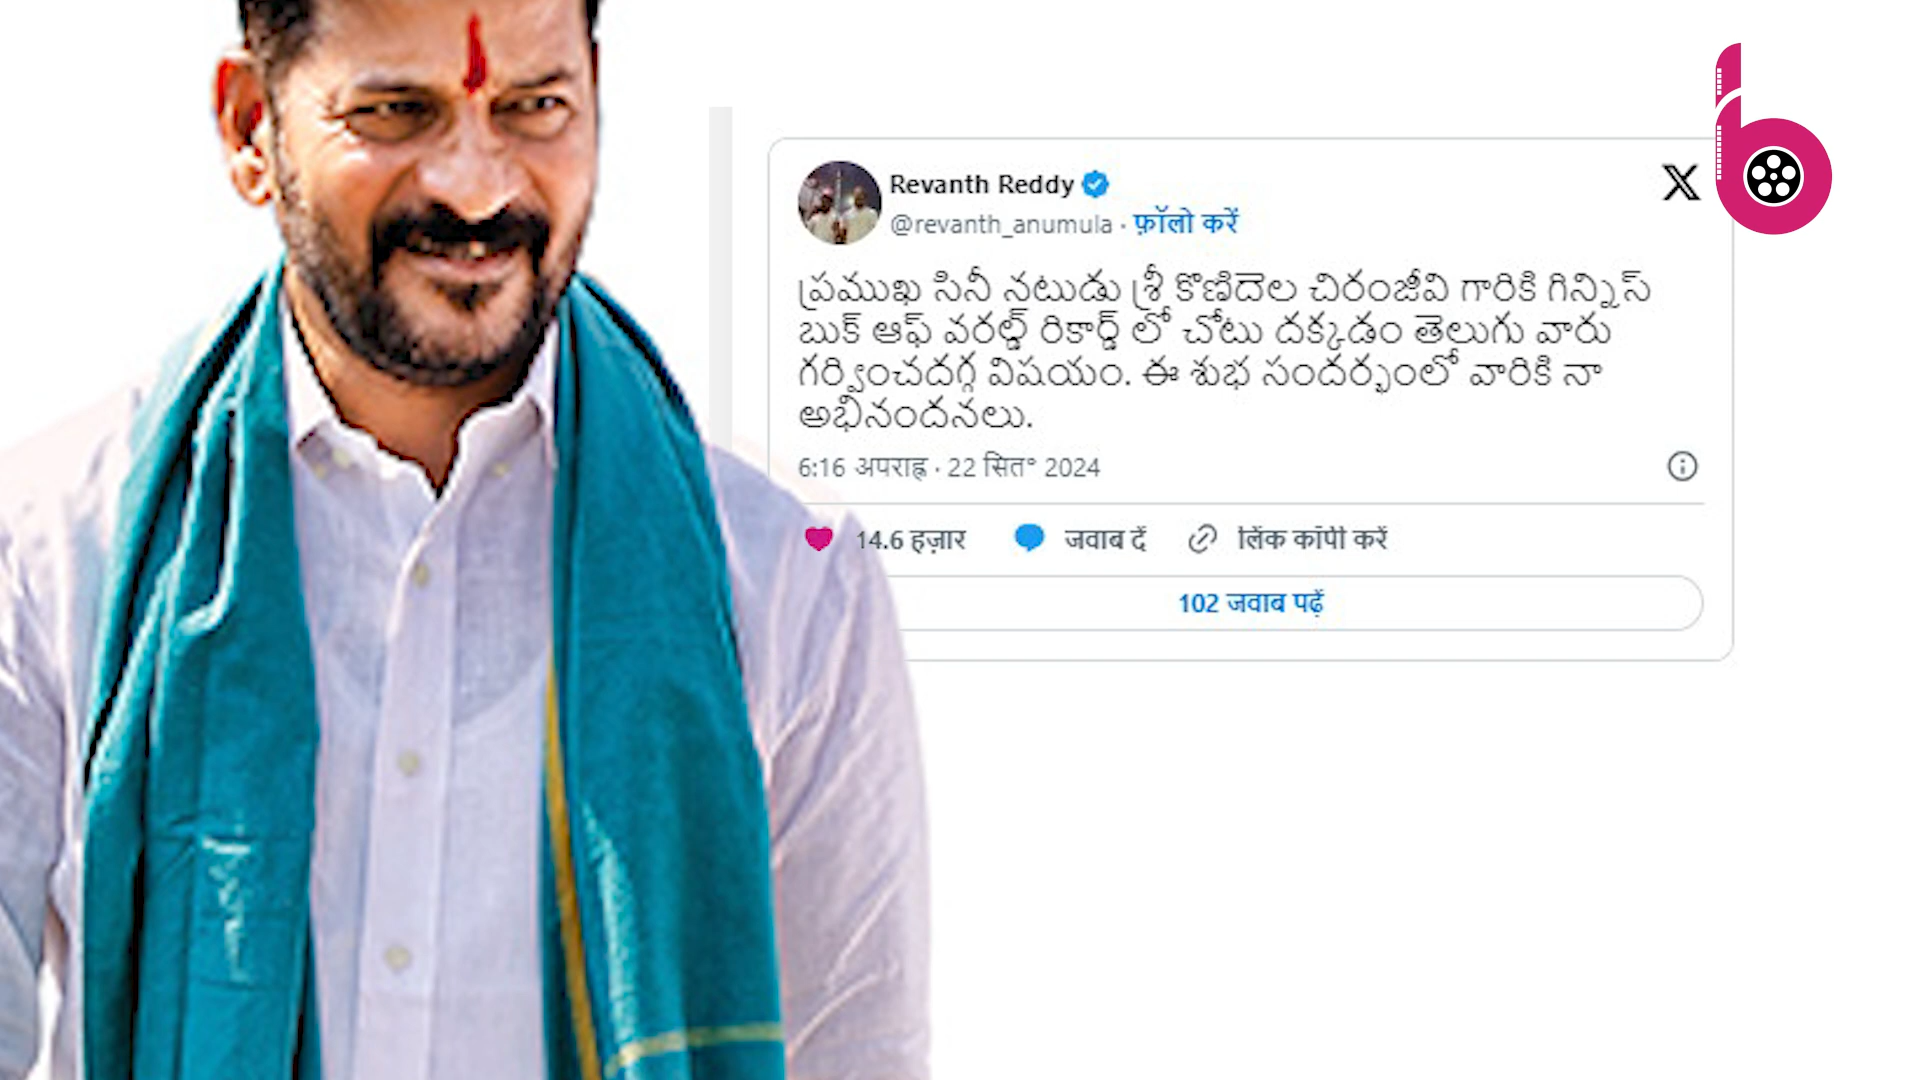 Revanth Reddy
@revanth_anumula · फ़ॉलो करें
ప్రముఖ సినీ నటుడు శ్రీ కొణిదెల చిరంజీవి గారికి గిన్నిస్
బుక్ ఆఫ్ వరల్డ్ రికార్డ్ లో చోటు దక్కడం తెలుగు వారు
గర్వించదగ్గ విషయం. ఈ శుభ సందర్భంలో వారికి నా
అభినందనలు.
6:16 अपराह्न · 22 सित॰ 2024
14.6 हज़ार जवाब दें लिंक कॉपी करें
102 जवाब पढ़ें